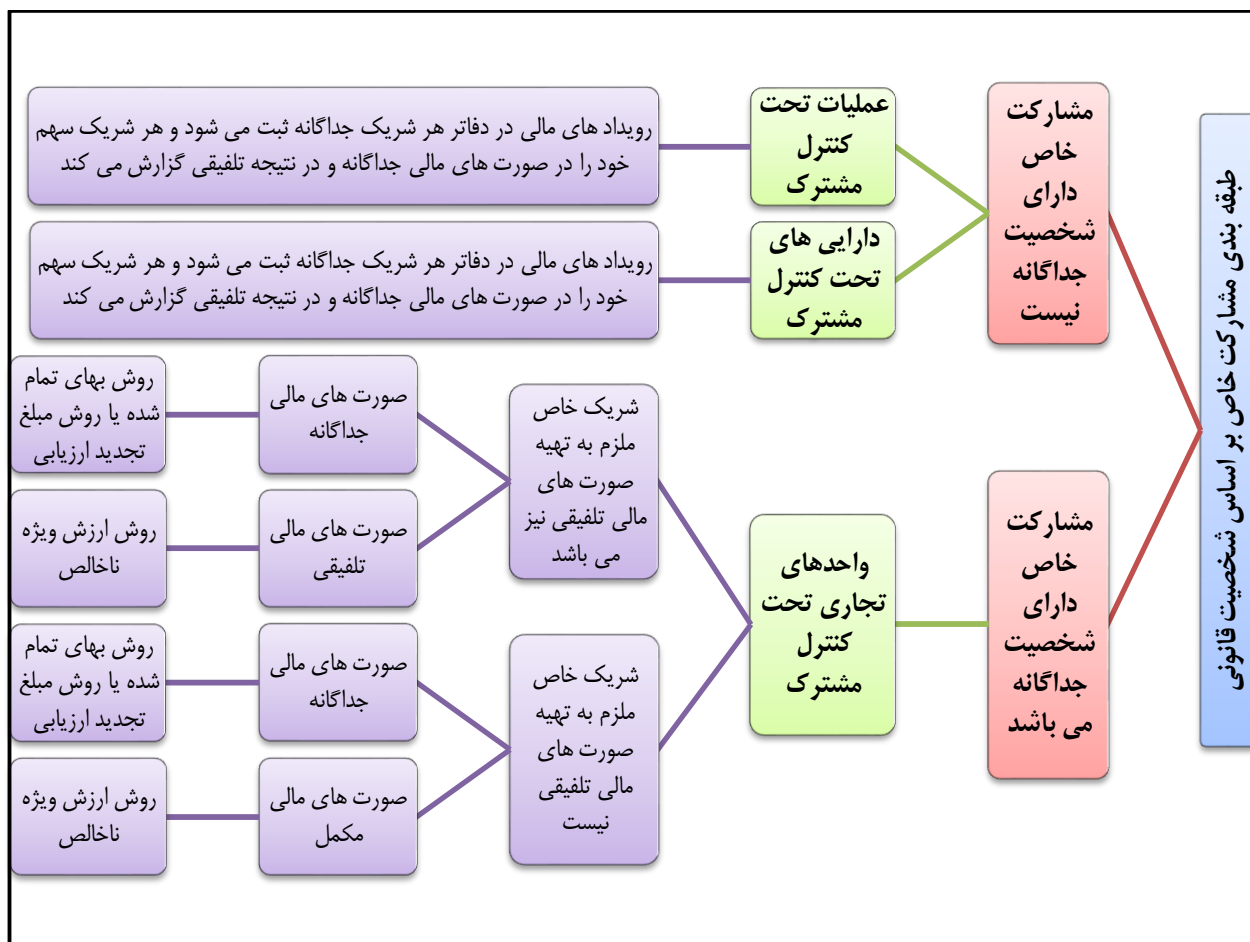 طبقه بندی مشارکت خاص بر اساس شخصیت قانونی
مشارکت
خاص
دارای
شخصیت
جداگانه
نیست
عملیات تحت
کنترل
مشترک
رویداد های مالی در دفاتر هر شریک جداگانه ثبت می شود و هر شریک سهم
خود را در صورت های مالی جداگانه و در نتیجه تلفیقی گزارش می کند
دارایی های
تحت کنترل
مشترک
رویداد های مالی در دفاتر هر شریک جداگانه ثبت می شود و هر شریک سهم
خود را در صورت های مالی جداگانه و در نتیجه تلفیقی گزارش می کند
مشارکت
خاص
دارای
شخصیت
جداگانه
می باشد
واحدهای
تجاری تحت
کنترل
مشترک
شریک خاص
ملزم به تهیه
صورت های
مالی تلفیقی نیز
می باشد
صورت های مالی
جداگانه
روش بهای تمام
شده یا روش مبلغ
تجدید ارزیابی
صورت های مالی
تلفیقی
روش ارزش ویژه
ناخالص
شریک خاص
ملزم به تهیه
صورت های
مالی تلفیقی
نیست
صورت های مالی
جداگانه
روش بهای تمام
شده یا روش مبلغ
تجدید ارزیابی
صورت های مالی
مکمل
روش ارزش ویژه
ناخالص